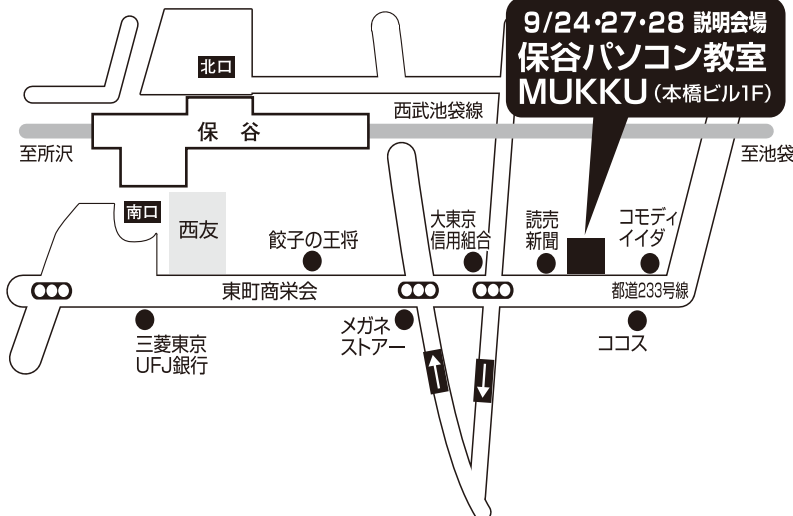 9/24・27・28 説明会場
保谷パソコン教室
MUKKU(本橋ビル1F)
北口
西武池袋線
保 谷
至所沢
至池袋
南口
西友
餃子の王将
大東京
信用組合
読売
新聞
コモディ
イイダ
東町商栄会
都道233号線
三菱東京
UFJ銀行
メガネ
ストアー
ココス